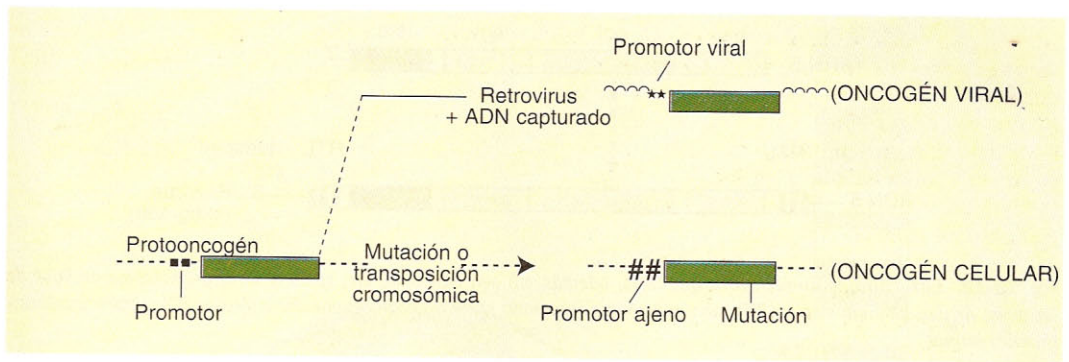 Promotor viral
Retrovirus
+ ADN capturado
(ONCOGÉN VIRAL)
Protooncogén
Promotor
Mutación o
transposición
cromosómica
##
(ONCOGÉN CELULAR)
Promotor ajeno
Mutación